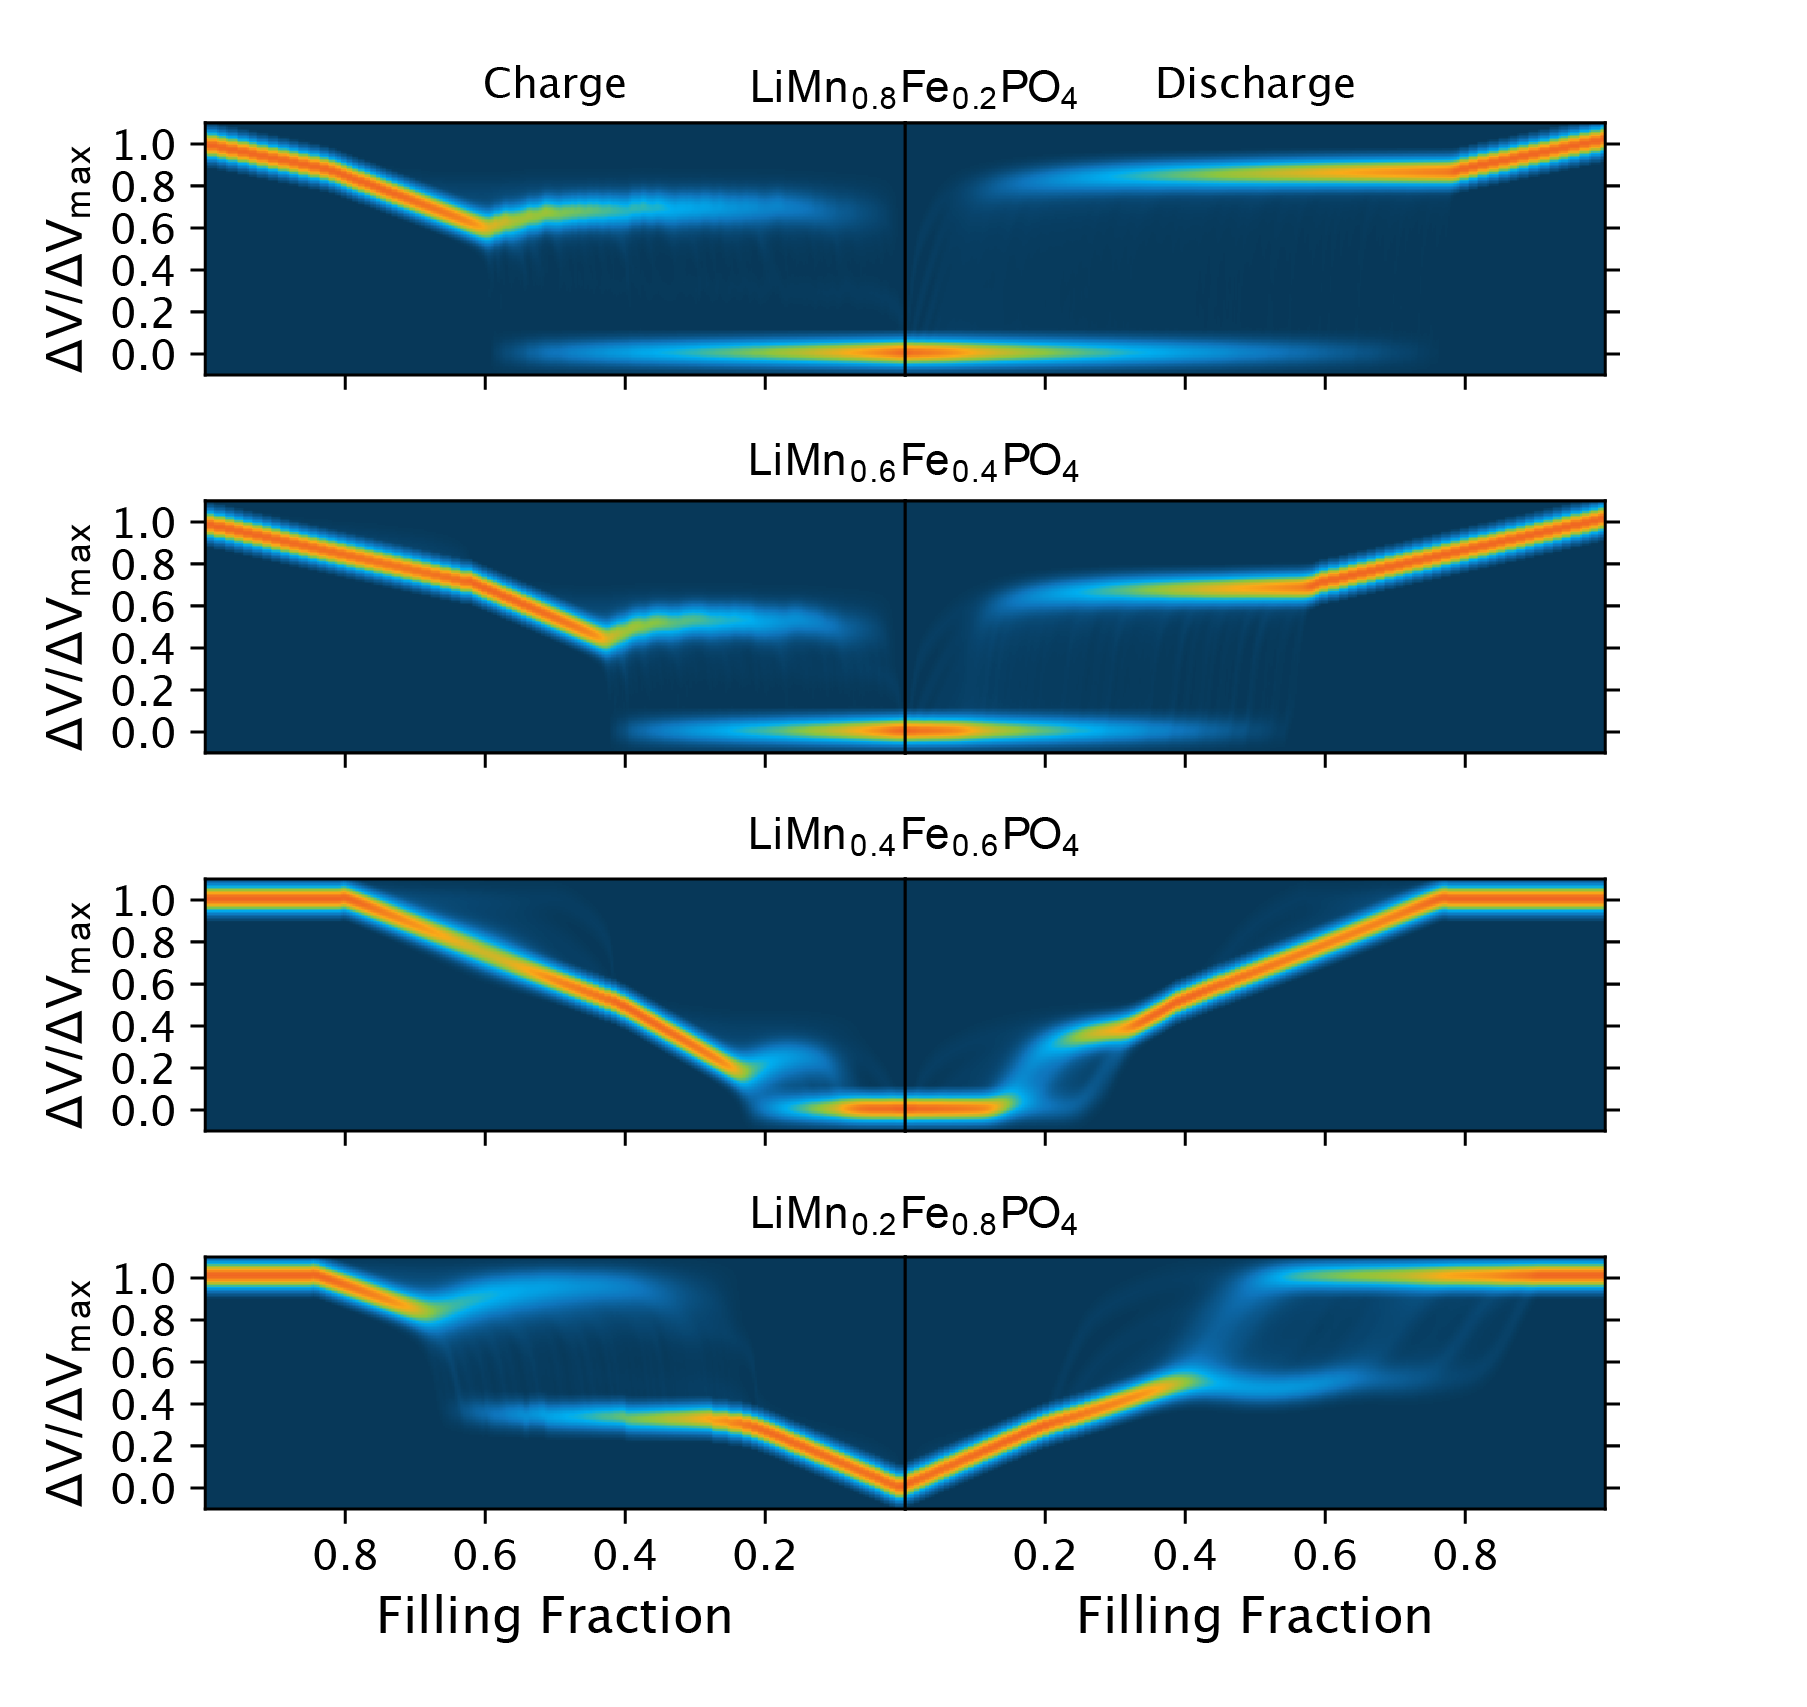 Charge LiMn0.8Fe0.2PO4 Discharge
ΔV/ΔVmax
1.0
0.8
0.6
0.4
0.2
0.0
LiMn0.6Fe0.4PO4
ΔV/ΔVmax
1.0
0.8
0.6
0.4
0.2
0.0
LiMn0.4Fe0.6PO4
ΔV/ΔVmax
1.0
0.8
0.6
0.4
0.2
0.0
LiMn0.2Fe0.8PO4
ΔV/ΔVmax
1.0
0.8
0.6
0.4
0.2
0.0
0.8 0.6 0.4 0.2 0.2 0.4 0.6 0.8
Filling Fraction Filling Fraction